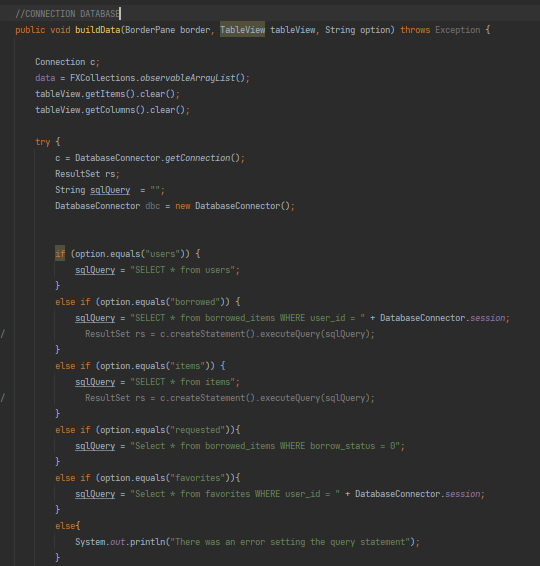 //CONNECTION DATABASE
public void buildData(BorderPane border, TableView tableView, String option) throws Exception {
Connection c;
data = FXCollections.observableArrayList();
tableView.getItems().clear();
tableView.getColumns().clear();
try {
c = DatabaseConnector.getConnection();
ResultSet rs;
String sqlQuery = "";
DatabaseConnector dbc = new DatabaseConnector();
if (option.equals("users")) {
sqlQuery = "SELECT * from users";
}
else if (option.equals("borrowed")) {
sqlQuery = "SELECT * from borrowed_items WHERE user_id = " + DatabaseConnector.session;
/ ResultSet rs = c.createStatement().executeQuery(sqlQuery);
}
else if (option.equals("items")) {
sqlQuery = "SELECT * from items";
/ ResultSet rs = c.createStatement().executeQuery(sqlQuery);
}
else if (option.equals("requested")){
sqlQuery = "Select * from borrowed_items WHERE borrow_status = 0";
}
else if (option.equals("favorites")){
sqlQuery = "Select * from favorites WHERE user_id = " + DatabaseConnector.session;
}
else{
System.out.println("There was an error setting the query statement");
}